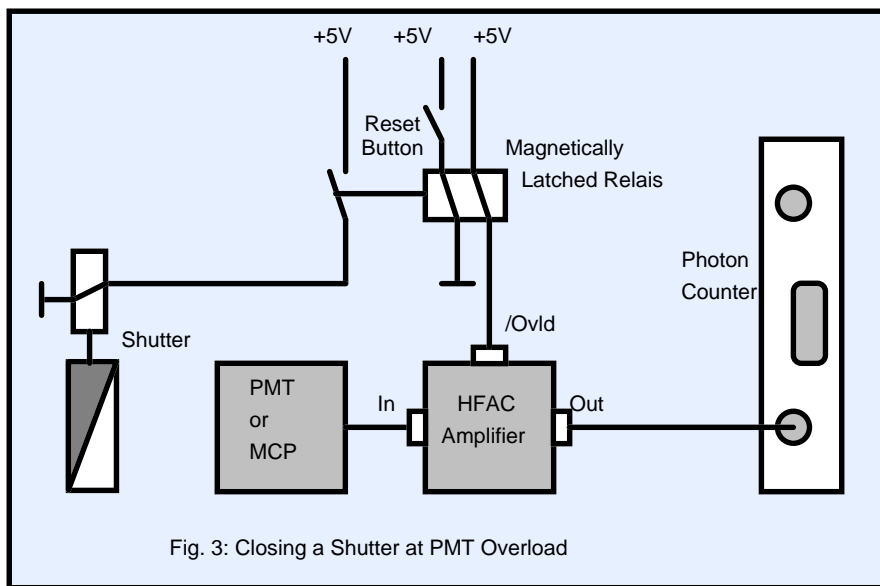 +5V
+5V
+5V
Reset
Button
Magnetically
Latched Relais
Photon
Counter
/Ovld
Shutter
PMT
or
MCP
In
HFAC
Amplifier
Out
Fig. 3: Closing a Shutter at PMT Overload